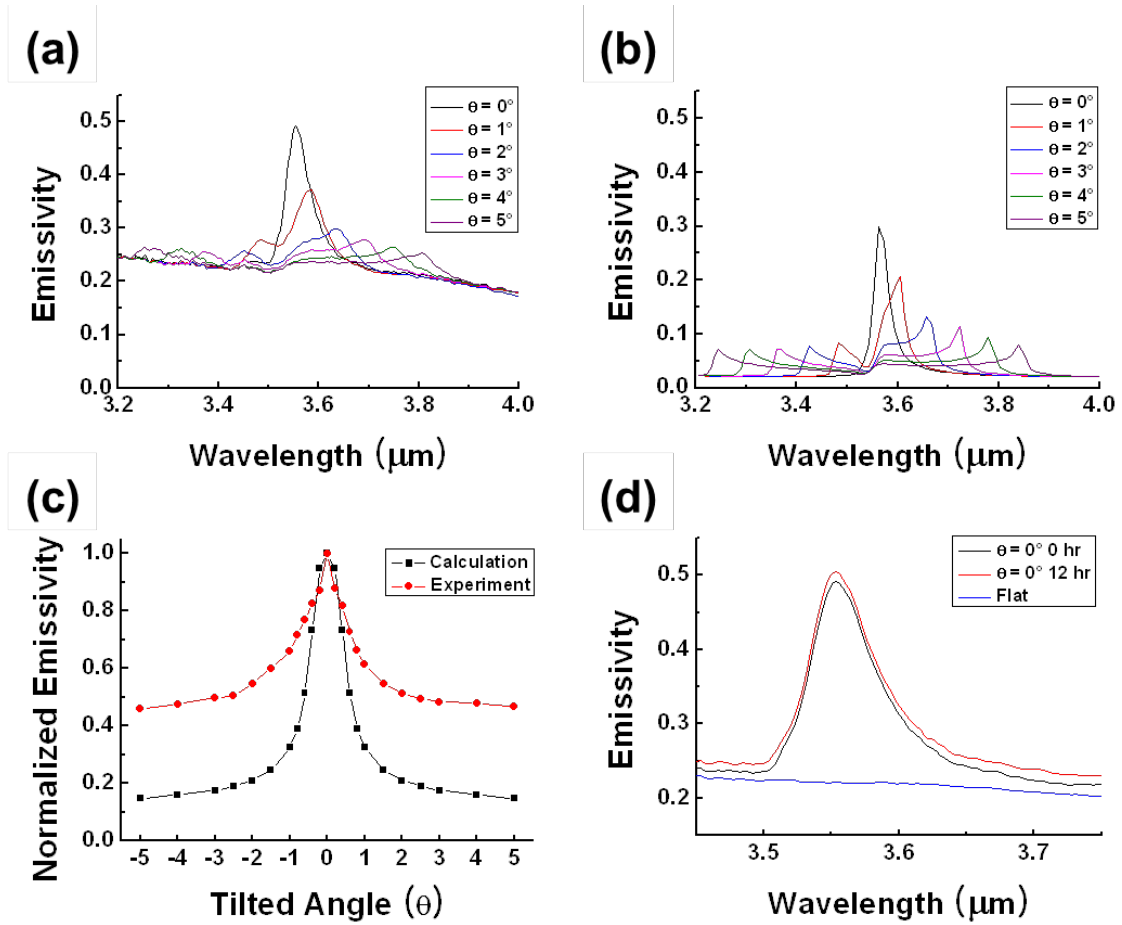 (a)
Emissivity
0.5
0.4
0.3
0.2
0.1
0.0
3.2
3.4
3.6
3.8
4.0
Wavelength (μm)
θ = 0°
θ = 1°
θ = 2°
θ = 3°
θ = 4°
θ = 5°
(b)
Emissivity
0.5
0.4
0.3
0.2
0.1
0.0
3.2
3.4
3.6
3.8
4.0
Wavelength (μm)
θ = 0°
θ = 1°
θ = 2°
θ = 3°
θ = 4°
θ = 5°
(c)
Normalized Emissivity
1.0
0.8
0.6
0.4
0.2
0.0
-5
-4
-3
-2
-1
0
1
2
3
4
5
Tilted Angle (θ)
Calculation
Experiment
(d)
Emissivity
0.5
0.4
0.3
0.2
3.5
3.6
3.7
Wavelength (μm)
θ = 0° 0 hr
θ = 0° 12 hr
Flat